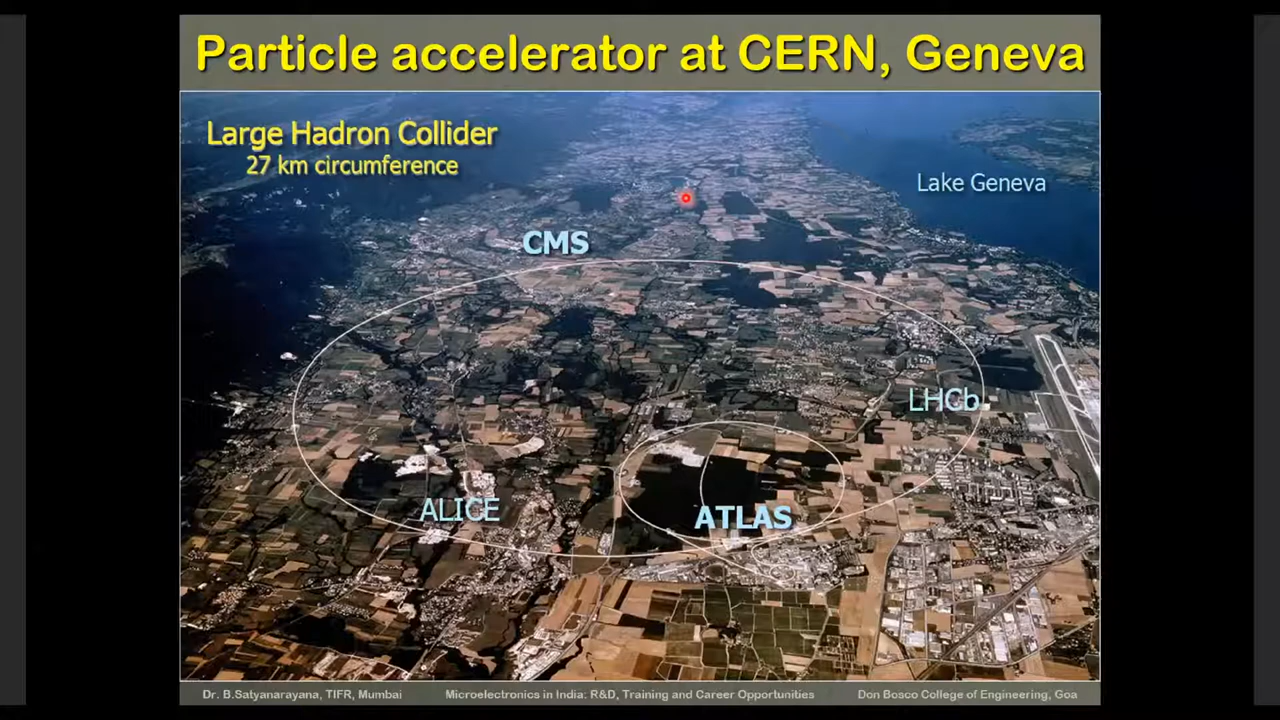 Particle accelerator at CERN, Geneva
Large Hadron Collider
27 km circumference
Lake Geneva
CMS
LHCb
ALICE
ATLAS
Dr. B.Satyanarayana, TIFR, Mumbai
Microelectronics in India: R&D, Training and Career Opportunities
Don Bosco College of Engineering, Goa